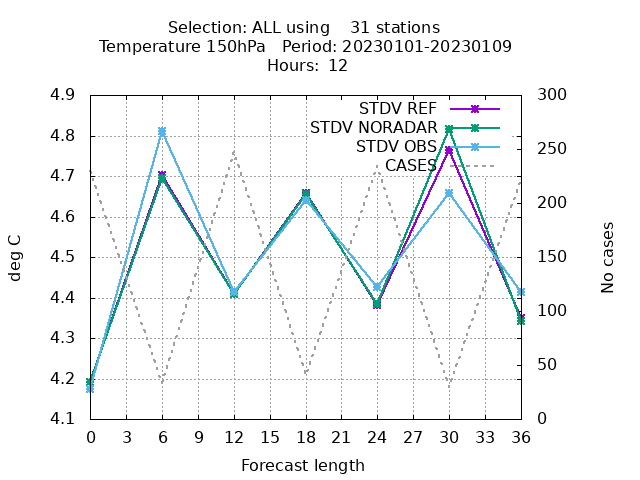 Selection: ALL using    31 stations
Temperature 150hPa   Period: 20230101-20230109
Hours: 12
4.9
4.8
4.7
4.6
4.5
4.4
4.3
4.2
4.1
deg C
STDV REF
STDV NORADAR
STDV OBS
CASES
300
250
200
150
100
50
0
No cases
0 3 6 9 12 15 18 21 24 27 30 33 36
Forecast length